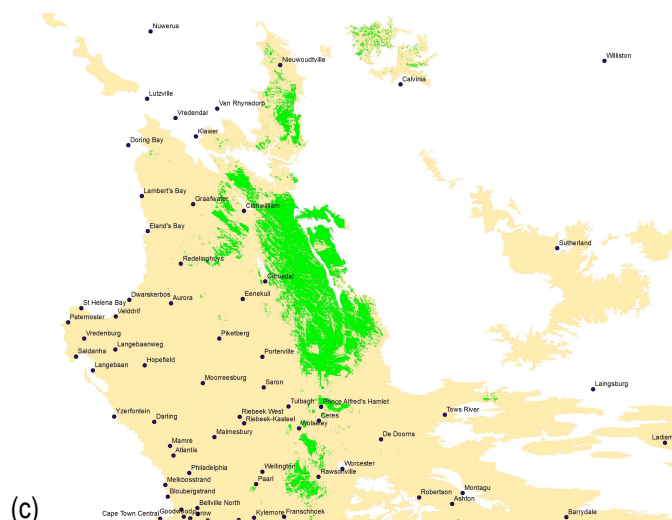 Nuwerus
Nieuwoudtville
Williston
Calvinia
Lutzville
Van Rhynsdorp
Vredendal
Klawer
Doring Bay
Lambert's Bay
Graafwater
Clanwilliam
Eland's Bay
Sutherland
Redelinghuys
Citrusdal
Dwarskerbos
Eenekuil
St Helena Bay
Aurora
Velddrif
Paternoster
Vredenburg
Piketberg
Langebaanweg
Saldanha
Porterville
Hopefield
Langebaan
Moorreesburg
Saron
Laingsburg
Tulbagh
Prince Alfred's Hamlet
Yzerfontein
Riebeek West
Tows River
Darling
Riebeek-Kasteel
Ceres
Wolseley
Malmesbury
De Doorns
Ladism
Mamre
Atlantis
Philadelphia
Wellington
Worcester
Rawsonville
Melkbosstrand
Paarl
Bloubergstrand
Robertson
Montagu
Ashton
Bellville North
Cape Town Central
Goodwood
Kylemore
Franschhoek
Barrydale
(c)